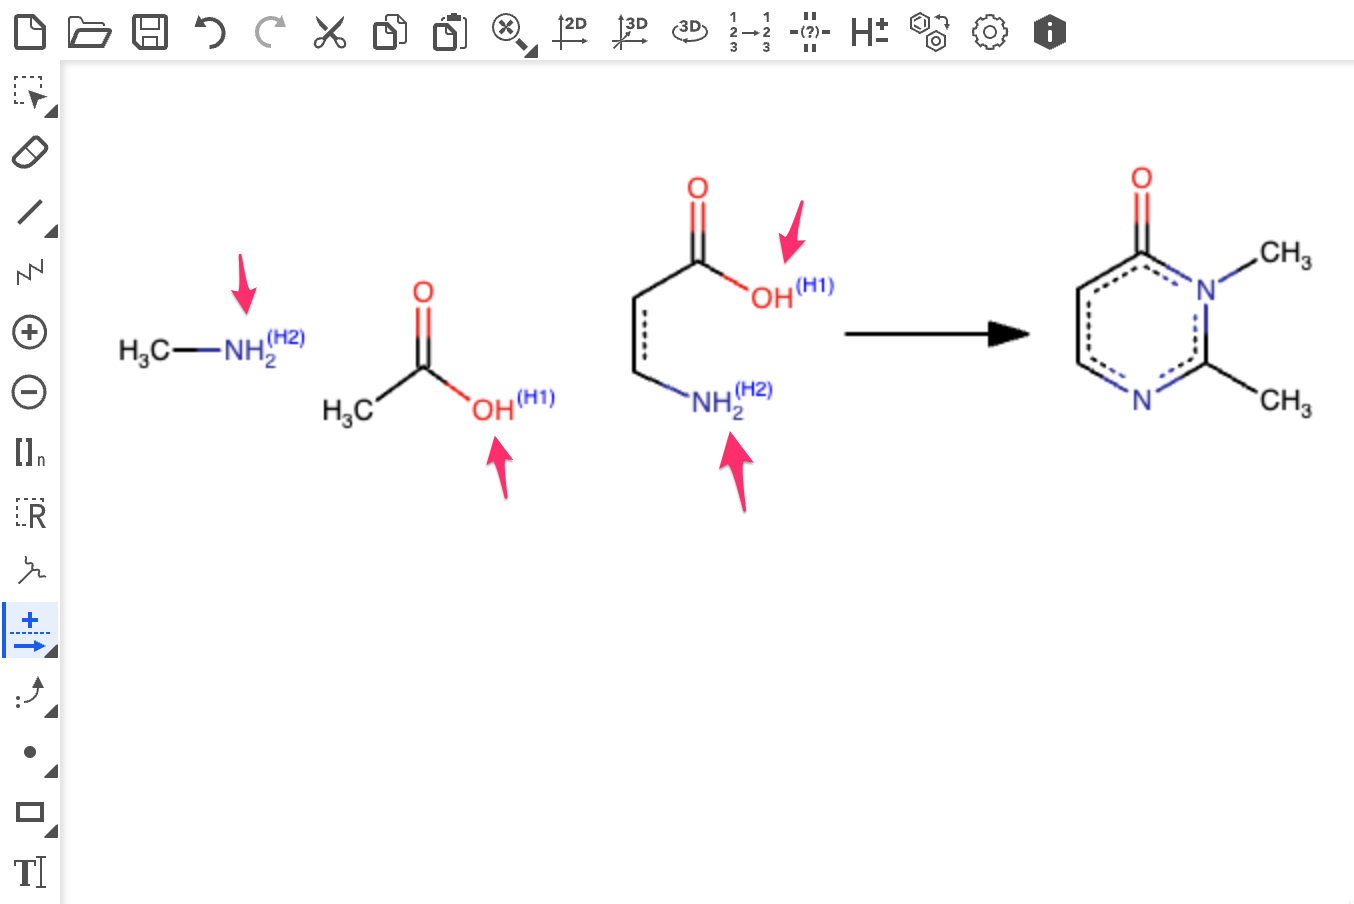 2D
3D
3D
1 2 3 → 1 2 3
(?)
H±
[]n
R
T
O
OH(H1)
NH2(H2)
H3C
NH2(H2)
O
H3C
OH(H1)
O
N
CH3
N
CH3